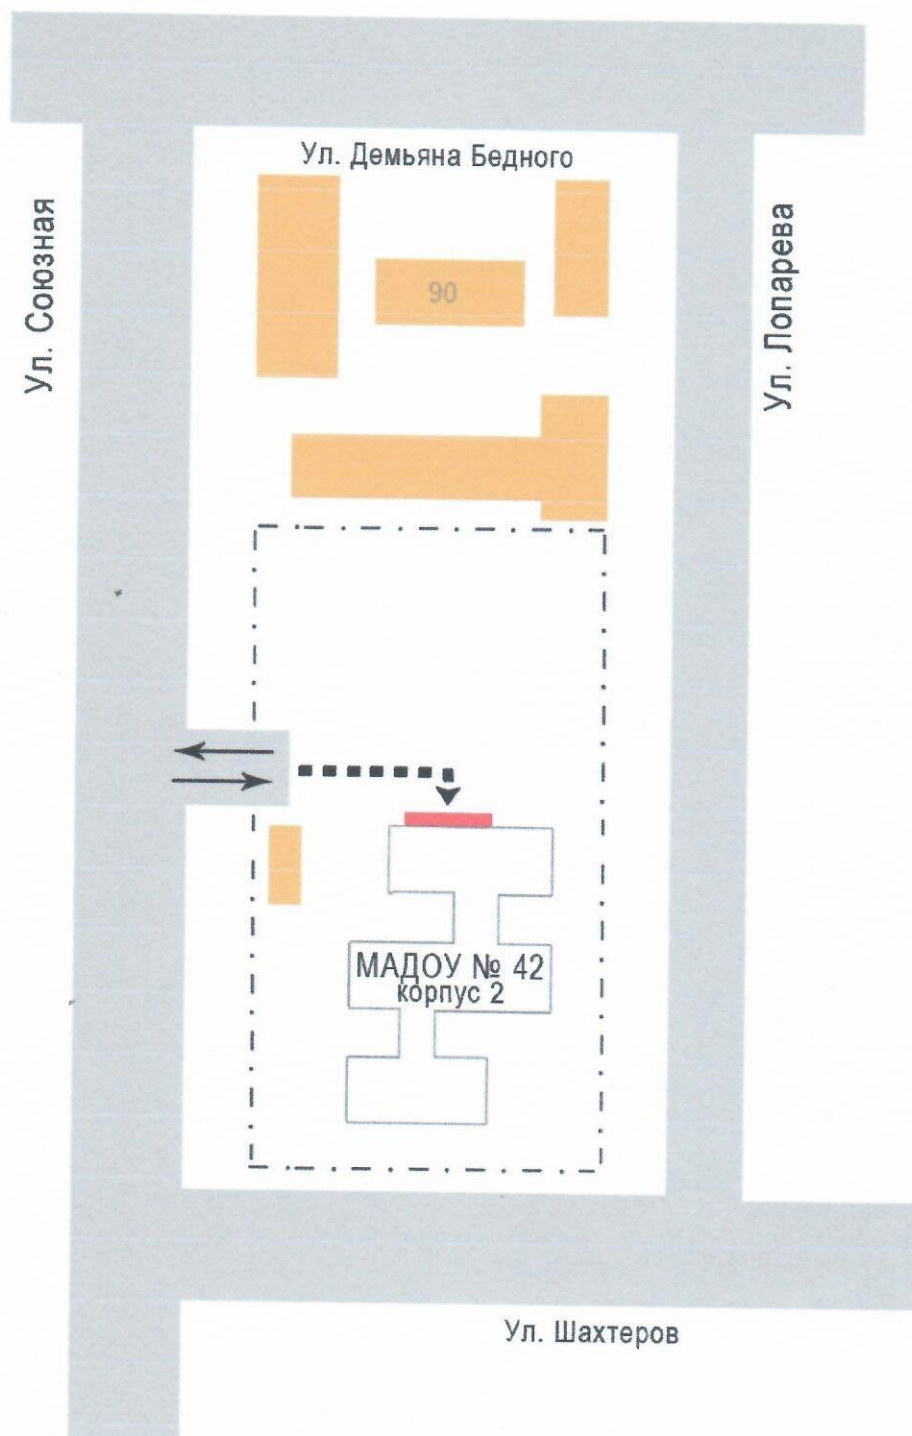 Ул. Демьяна Бедного
Ул. Союзная
Ул. Лопарева
90
МАДОУ № 42
корпус 2
Ул. Шахтеров